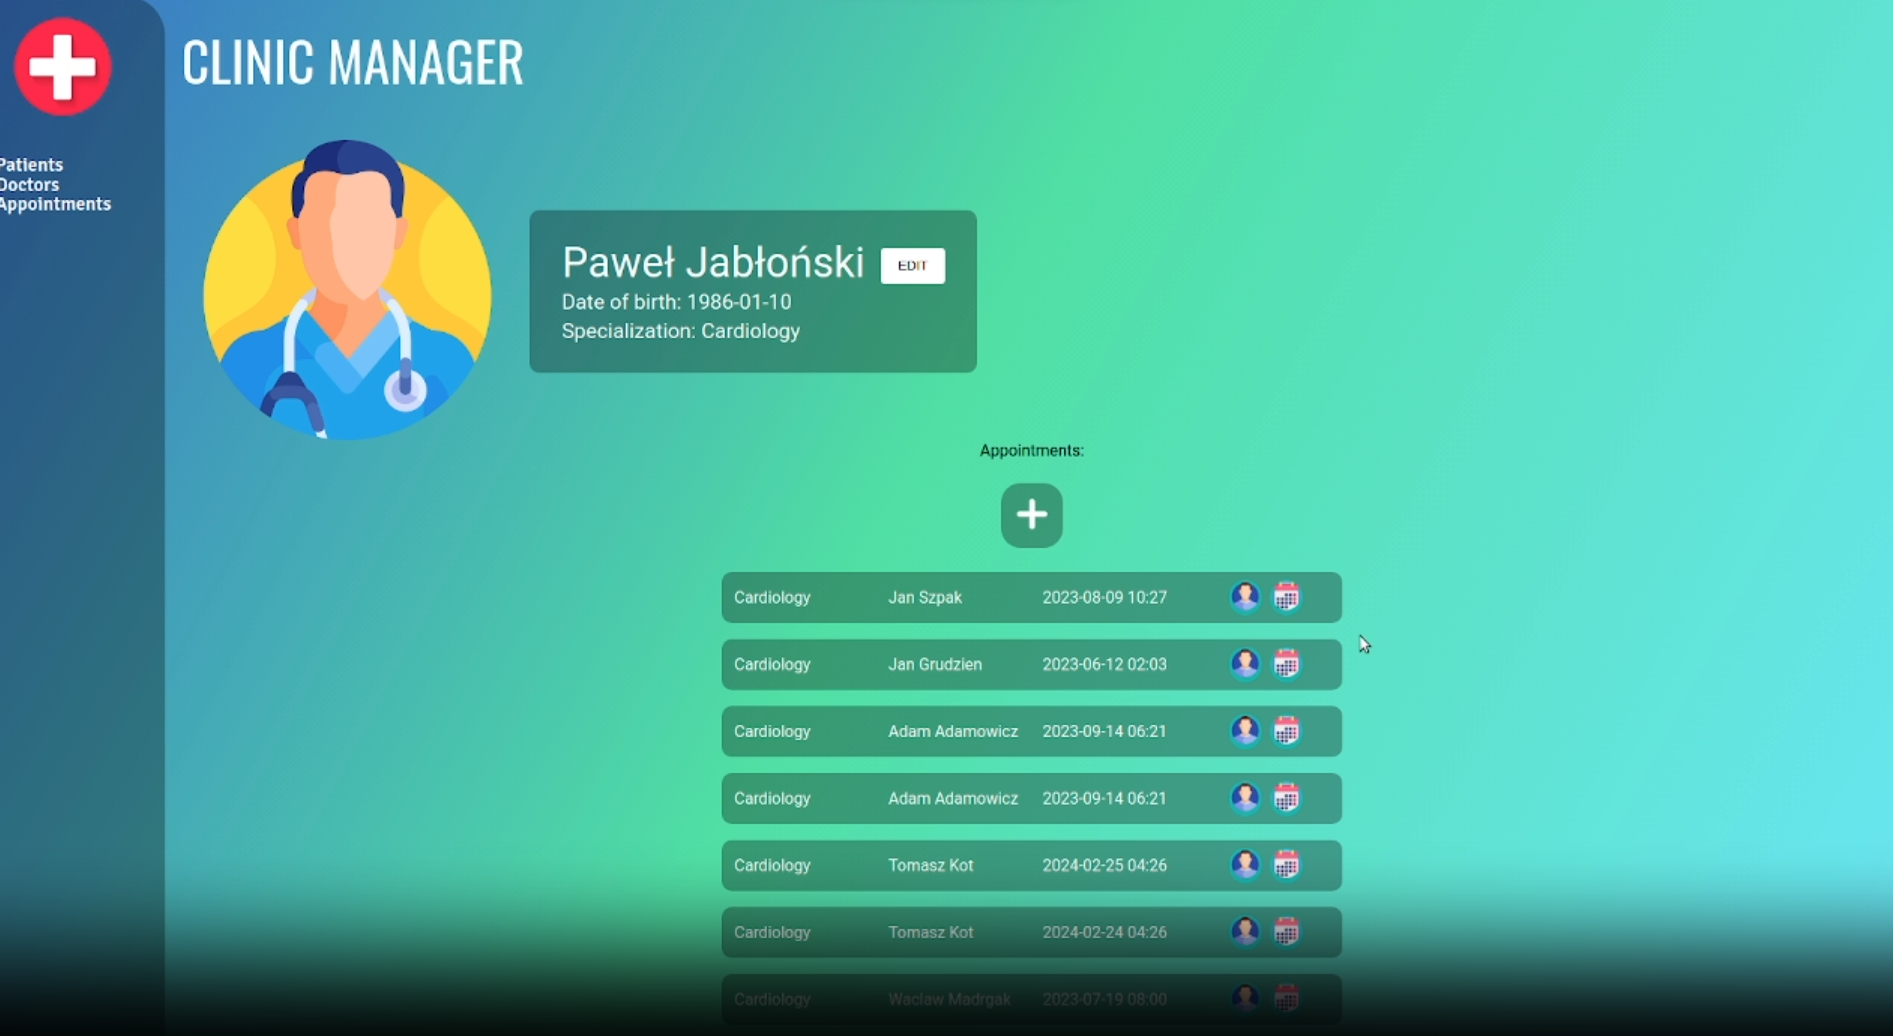 CLINIC MANAGER
Patients
Doctors
Appointments
Paweł Jabłoński EDIT
Date of birth: 1986-01-10
Specialization: Cardiology
Appointments:
Cardiology Jan Szpak 2023-08-09 10:27
Cardiology Jan Grudzien 2023-06-12 02:03
Cardiology Adam Adamowicz 2023-09-14 06:21
Cardiology Adam Adamowicz 2023-09-14 06:21
Cardiology Tomasz Kot 2024-02-25 04:26
Cardiology Tomasz Kot 2024-02-24 04:26
Cardiology Waclaw Madrgak 2023-07-19 08:00